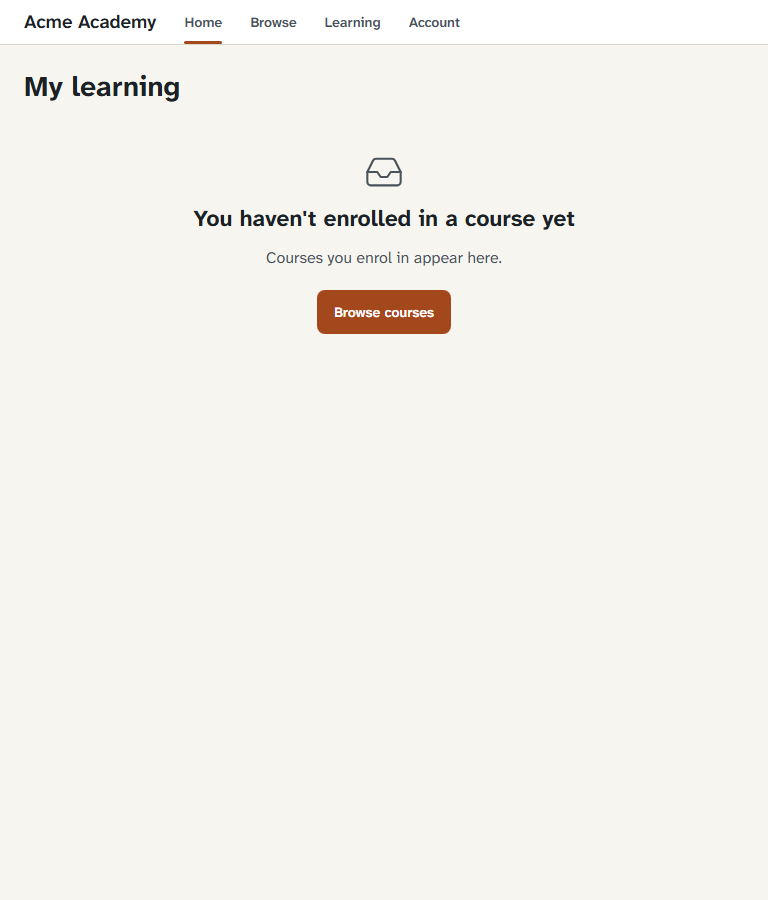 Acme Academy Home Browse Learning Account
My learning
You haven't enrolled in a course yet
Courses you enrol in appear here.
Browse courses